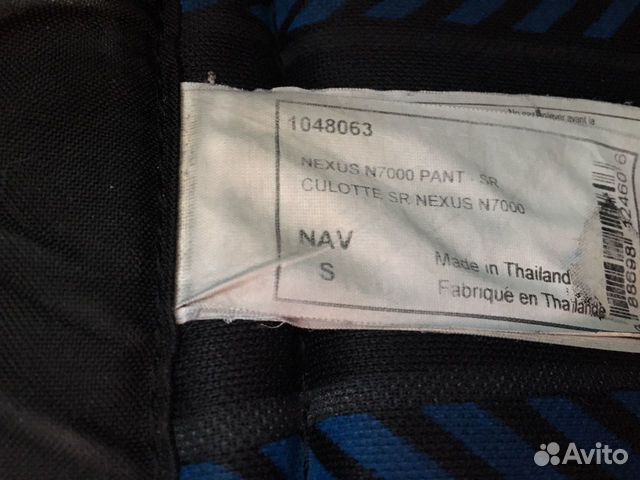 1048063
NEXUS N7000 PANT - SR
CULOTTE SR NEXUS N7000
NAV
S
Made in Thailand
Fabriqué en Thaïlande
Avito